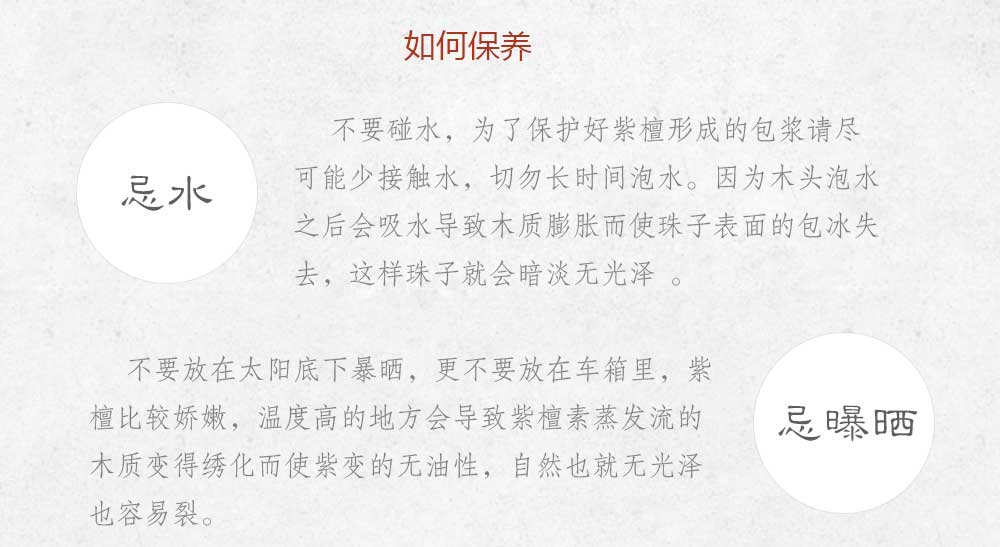 如何保养
忌水
不要碰水，为了保护好紫檀形成的包浆请尽
可能少接触水，切勿长时间泡水。因为木头泡水
之后会吸水导致木质膨胀而使珠子表面的包冰失
去，这样珠子就会暗淡无光泽 。
不要放在太阳底下暴晒，更不要放在车箱里，紫
檀比较娇嫩，温度高的地方会导致紫檀素蒸发流的
木质变得绣化而使紫变的无油性，自然也就无光泽
也容易裂。
忌曝晒